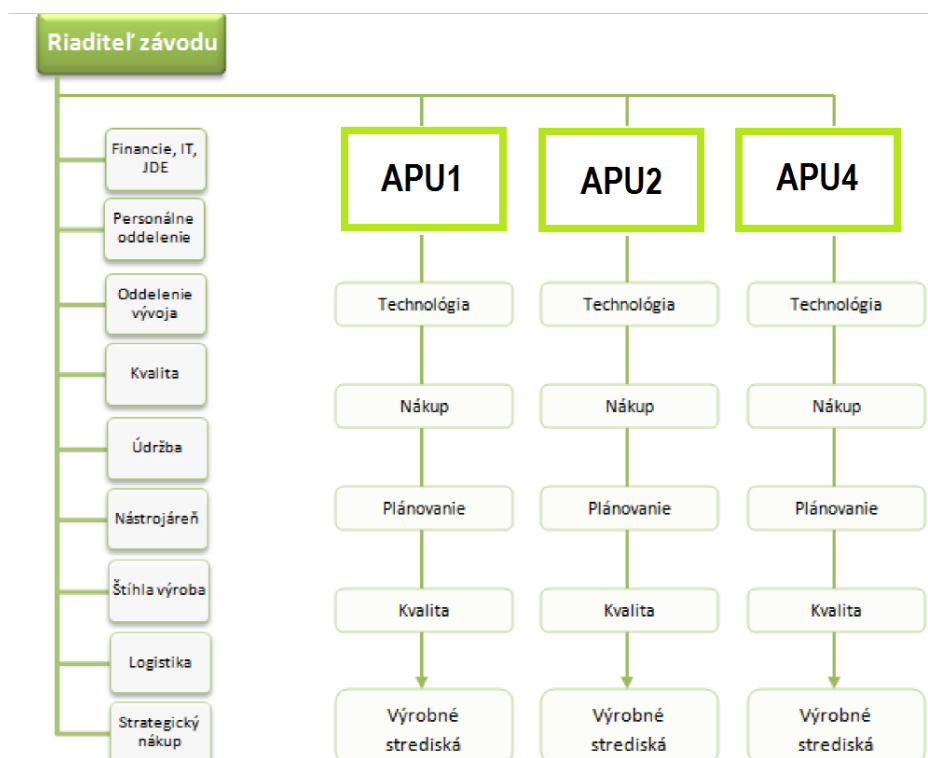 Riaditeľ závodu
Financie, IT,
JDE
Personálne
oddelenie
Oddelenie
vývoja
Kvalita
Údržba
Nástrojáreň
Štíhla výroba
Logistika
Strategický
nákup
APU1
Technológia
Nákup
Plánovanie
Kvalita
Výrobné
strediská
APU2
Technológia
Nákup
Plánovanie
Kvalita
Výrobné
strediská
APU4
Technológia
Nákup
Plánovanie
Kvalita
Výrobné
strediská